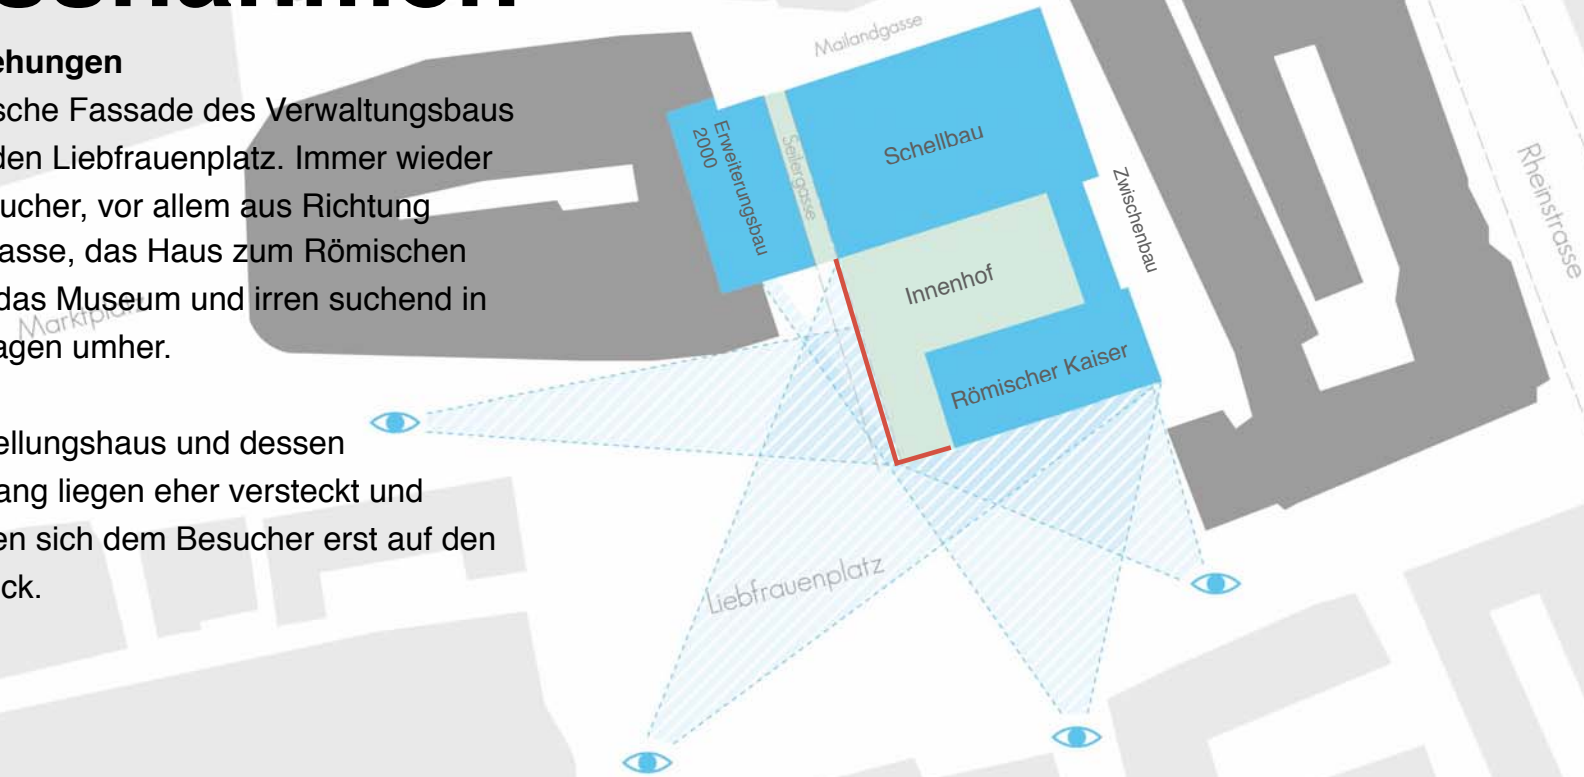 ehungen
sche Fassade des Verwaltungsbaus
den Liebfrauenplatz. Immer wieder
ucher, vor allem aus Richtung
asse, das Haus zum Römischen
das Museum und irren suchend in
agen umher.
ellungshaus und dessen
ang liegen eher versteckt und
en sich dem Besucher erst auf den
ck.
Marktplatz
Mailandgasse
Erweiterungsbau
2000
Seilergasse
Schellbau
Zwischenbau
Innenhof
Römischer Kaiser
Liebfrauenplatz
Rheinstrasse